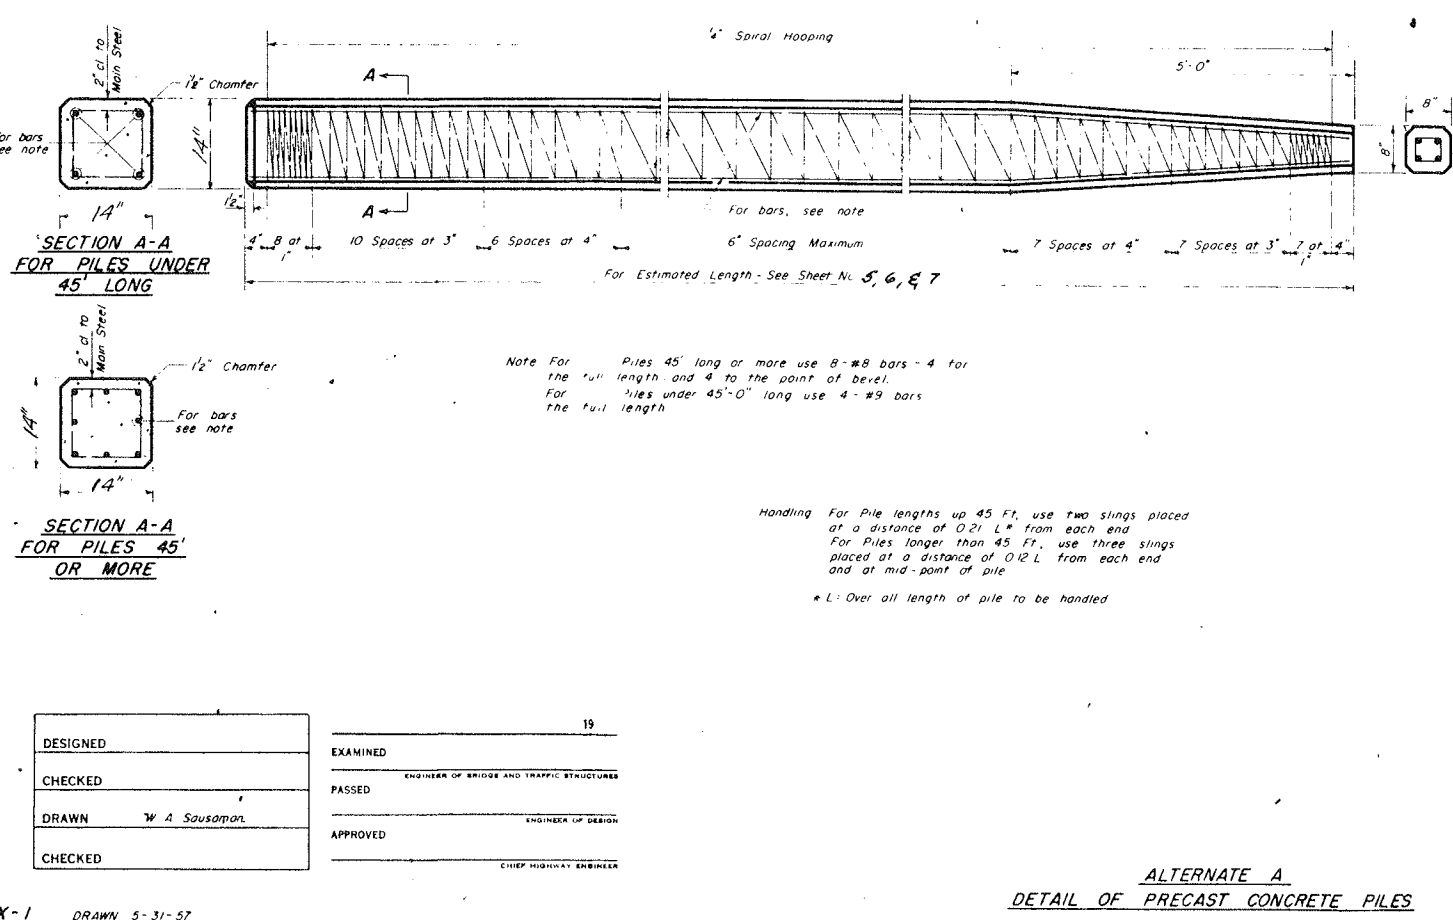 1/4" Spiral Hooping
5'-0"
2" cl to
Main Steel
1 1/2" Chamfer
A
14"
8"
8"
For bars
see note
14"
1 1/2"
A
For bars, see note
4" 8 at 1" 10 Spaces at 3" 6 Spaces at 4" 6" Spacing Maximum 7 Spaces at 4" 7 Spaces at 3" 7 at 1" 4"
SECTION A-A
FOR PILES UNDER
45' LONG
For Estimated Length - See Sheet No. 5, 6, & 7
2" cl to
Main Steel
1 1/2" Chamfer
14"
For bars
see note
14"
SECTION A-A
FOR PILES 45'
OR MORE
Note For Piles 45' long or more use 8-#8 bars - 4 for
the full length and 4 to the point of bevel.
For Piles under 45'-0" long use 4-#9 bars
the full length
Handling For Pile lengths up 45 Ft, use two slings placed
at a distance of 0.21 L* from each end
For Piles longer than 45 Ft, use three slings
placed at a distance of 0.12 L from each end
and at mid-point of pile
* L: Over all length of pile to be handled
DESIGNED
CHECKED
DRAWN W A Sausaman
CHECKED
19
EXAMINED
ENGINEER OF BRIDGE AND TRAFFIC STRUCTURES
PASSED
ENGINEER OF DESIGN
APPROVED
CHIEF HIGHWAY ENGINEER
ALTERNATE A
DETAIL OF PRECAST CONCRETE PILES
X-1 DRAWN 5-31-57